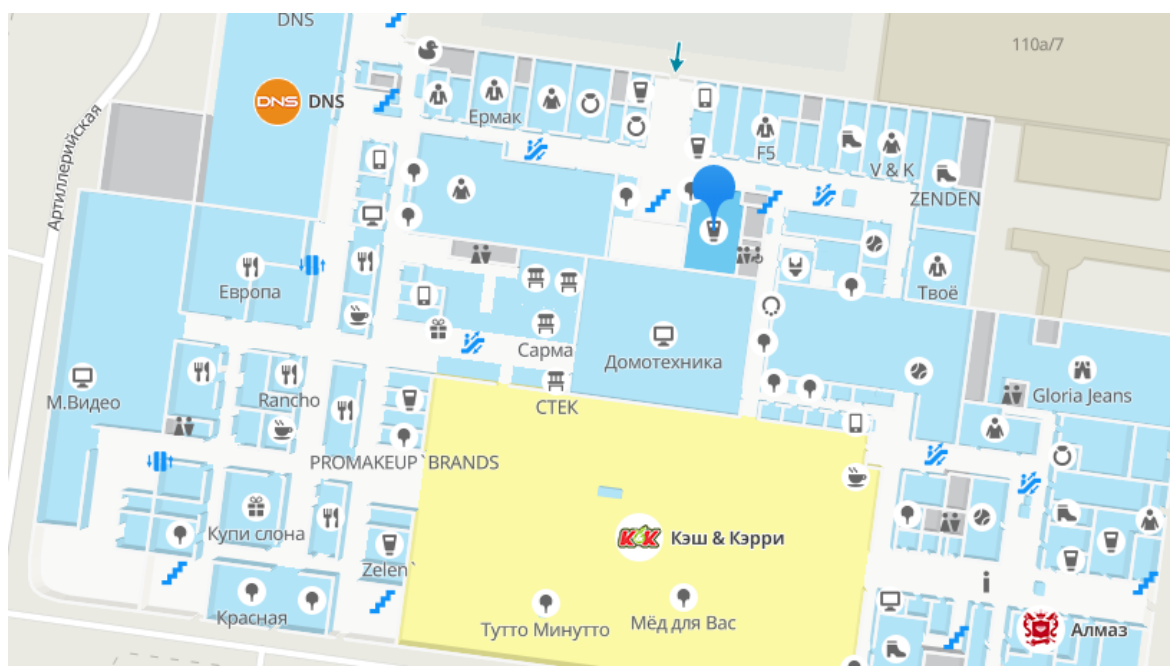 DNS
110а/7
DNS
DNS
Ермак
F5
V & K
ZENDEN
Артиллерийская
Европа
Твоё
Сарма
Домотехника
М.Видео
Rancho
СТЕК
Gloria Jeans
PROMAKEUP`BRANDS
Купи слона
К&К
Кэш & Кэрри
Zelen`
Красная
Тутто Минутто
Мёд для Вас
Алмаз